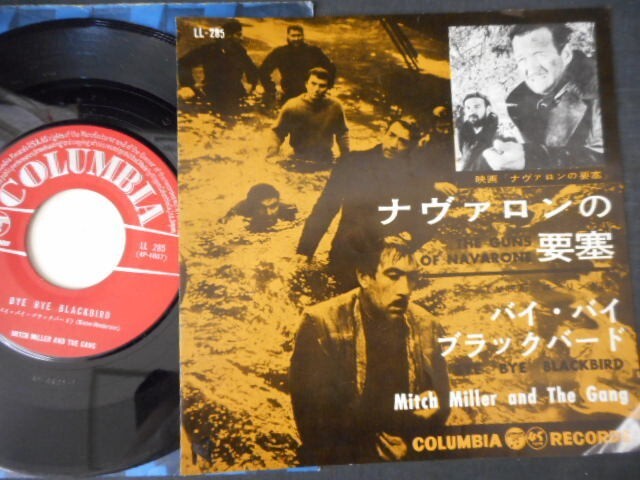 COLUMBIA
LL 285
(4P-4087)
BYE BYE BLACKBIRD
MITCH MILLER AND THE GANG
LL-285
映画 ナヴァロンの要塞
ナヴァロンの
THE GUNS
OF NAVARONE
要塞
バイ・バイ
ブラックバード
BYE BYE BLACKBIRD
Mitch Miller and The Gang
COLUMBIA RECORDS